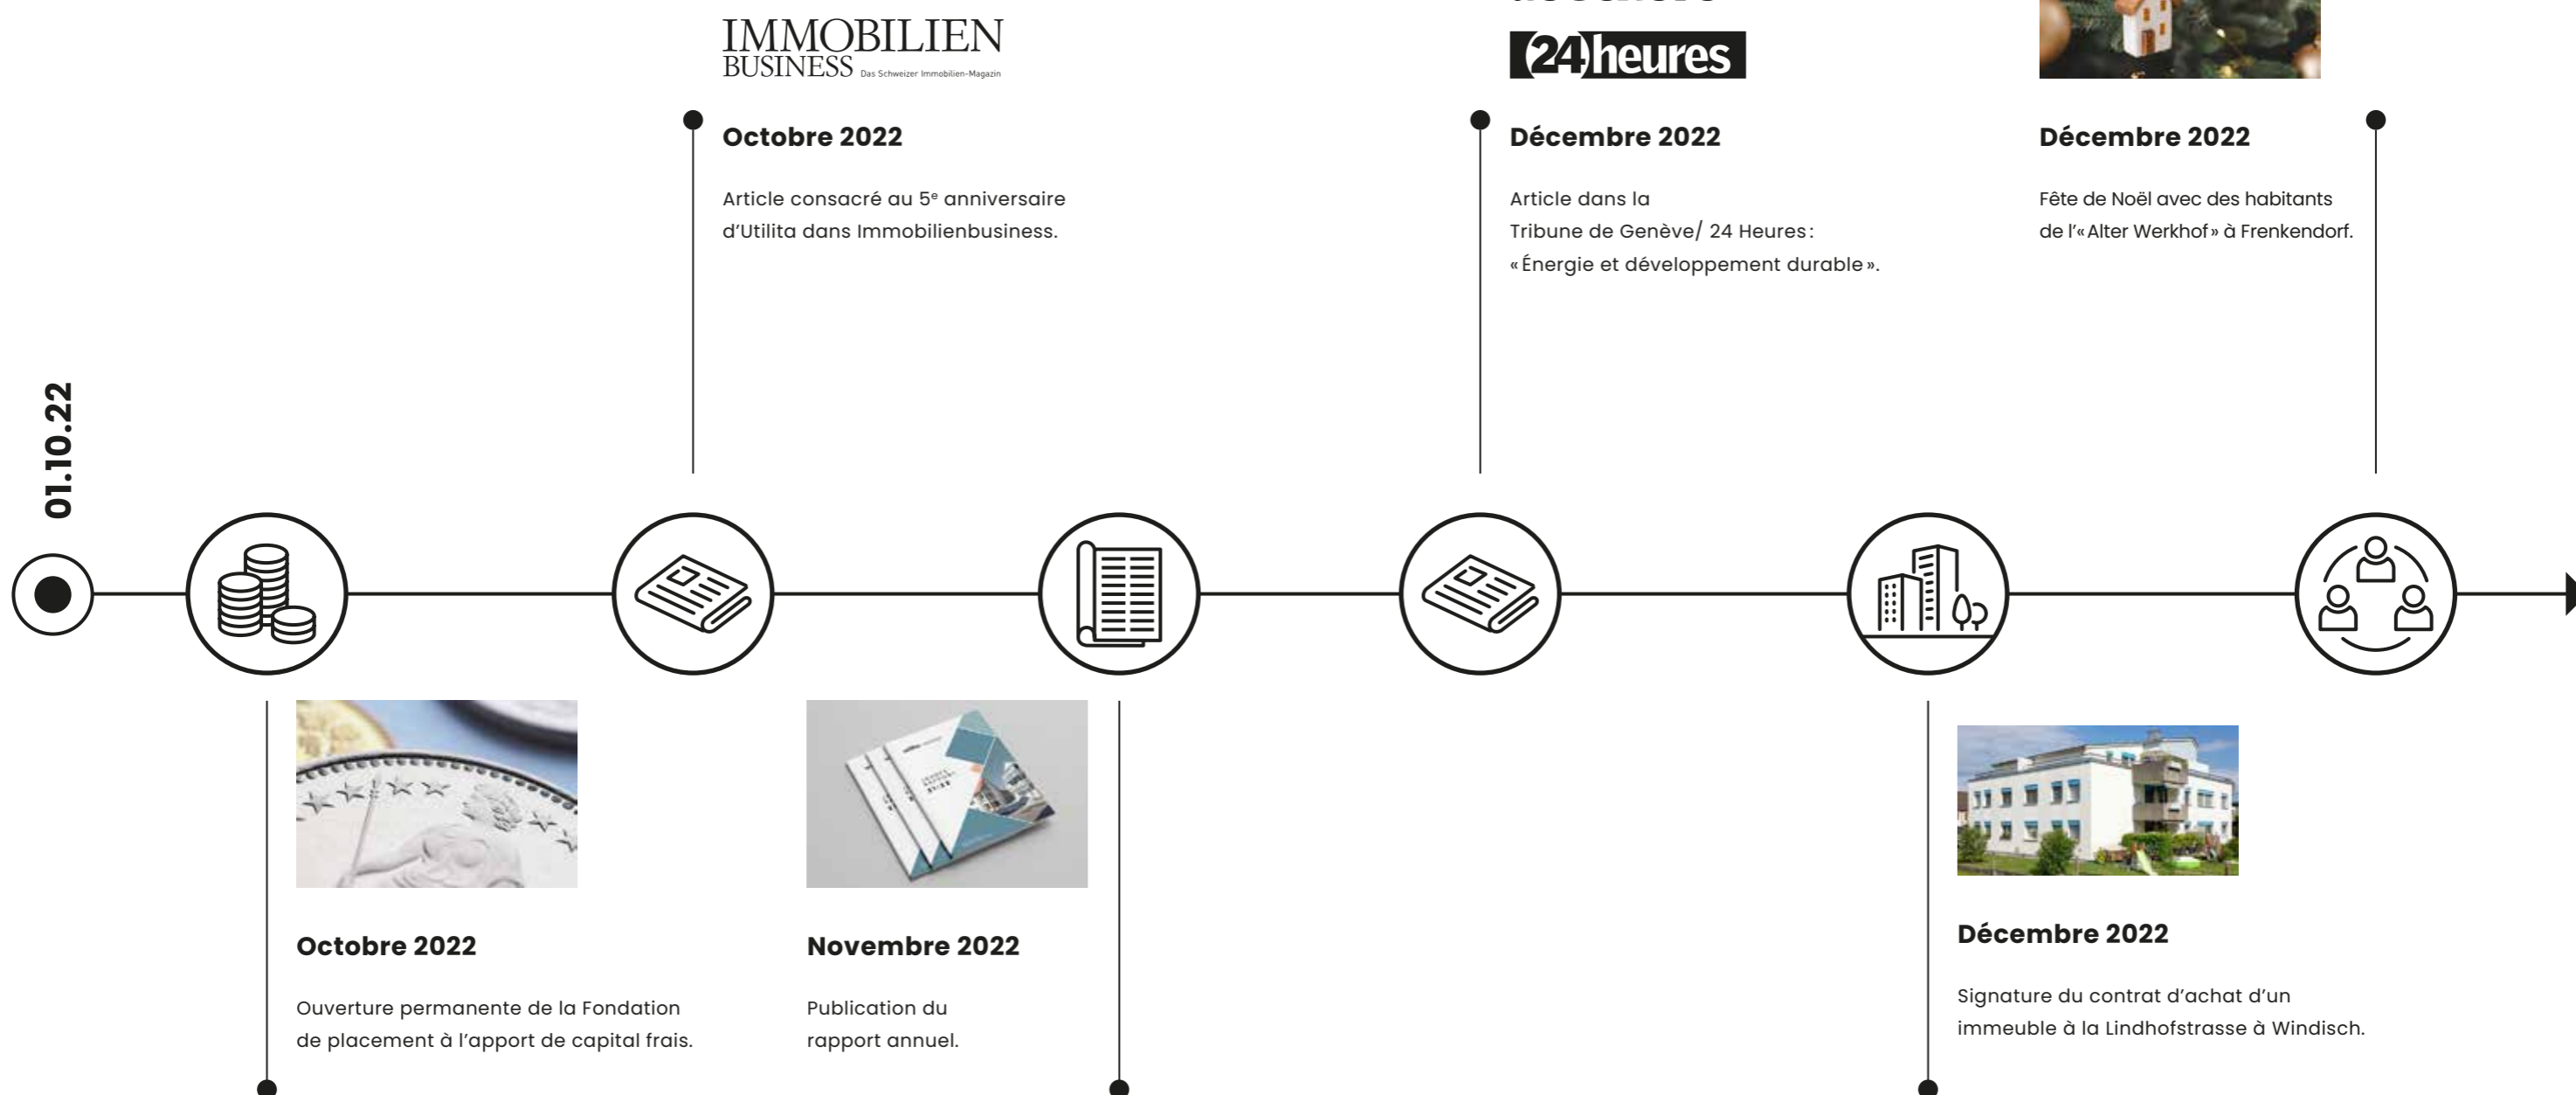 IMMOBILIEN
BUSINESS Das Schweizer Immobilien-Magazin
24 heures
Octobre 2022
Article consacré au 5ᵉ anniversaire
d’Utilita dans Immobilienbusiness.
Décembre 2022
Article dans la
Tribune de Genève/ 24 Heures :
« Énergie et développement durable ».
Décembre 2022
Fête de Noël avec des habitants
de l’« Alter Werkhof » à Frenkendorf.
01.10.22
Octobre 2022
Ouverture permanente de la Fondation
de placement à l’apport de capital frais.
Novembre 2022
Publication du
rapport annuel.
Décembre 2022
Signature du contrat d’achat d’un
immeuble à la Lindhofstrasse à Windisch.